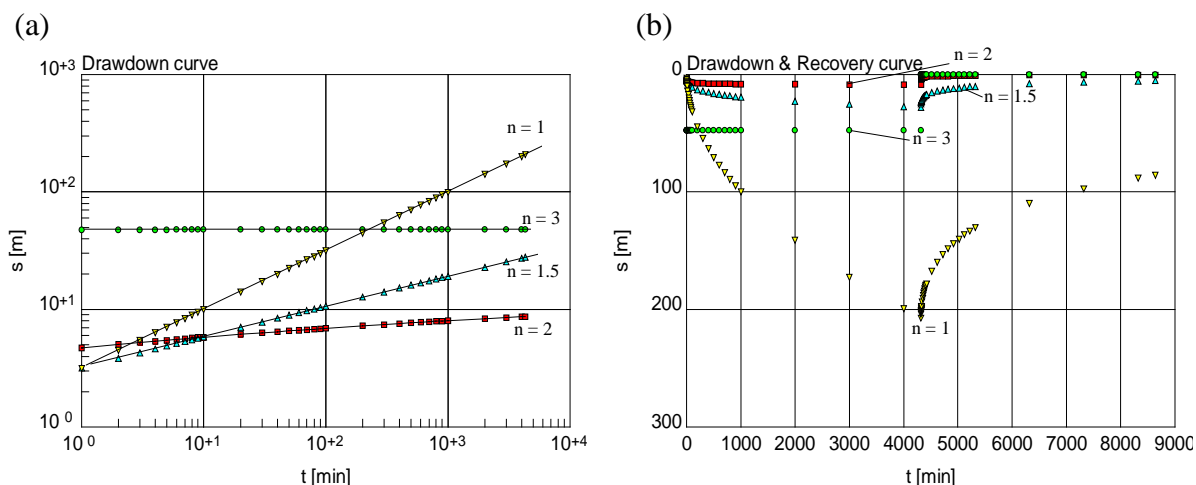 (a)
Drawdown curve
10+3
10+2
10+1
10 0
s [m]
n = 1
n = 3
n = 1.5
n = 2
10 0
10+1
10+2
10+3
10+4
t [min]
(b)
Drawdown & Recovery curve
0
100
200
300
s [m]
n = 2
n = 1.5
n = 3
n = 1
0
1000
2000
3000
4000
5000
6000
7000
8000
9000
t [min]